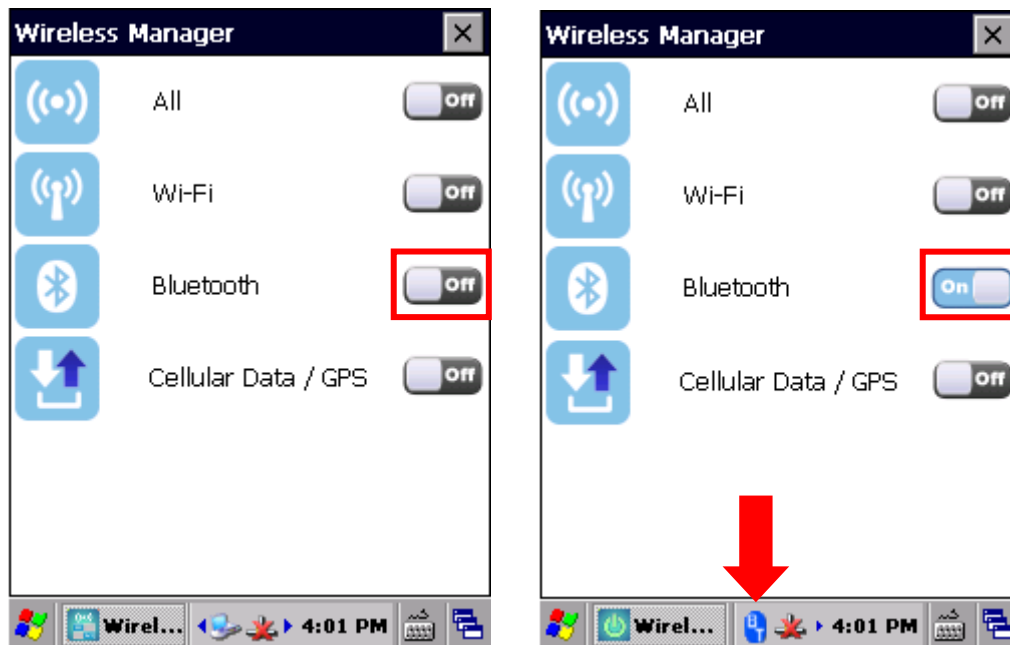 Wireless Manager
All
Off
Wi-Fi
Off
Bluetooth
Off
Cellular Data / GPS
Off
Wirel... 4:01 PM
Wireless Manager
All
Off
Wi-Fi
Off
Bluetooth
On
Cellular Data / GPS
Off
Wirel... BT 4:01 PM